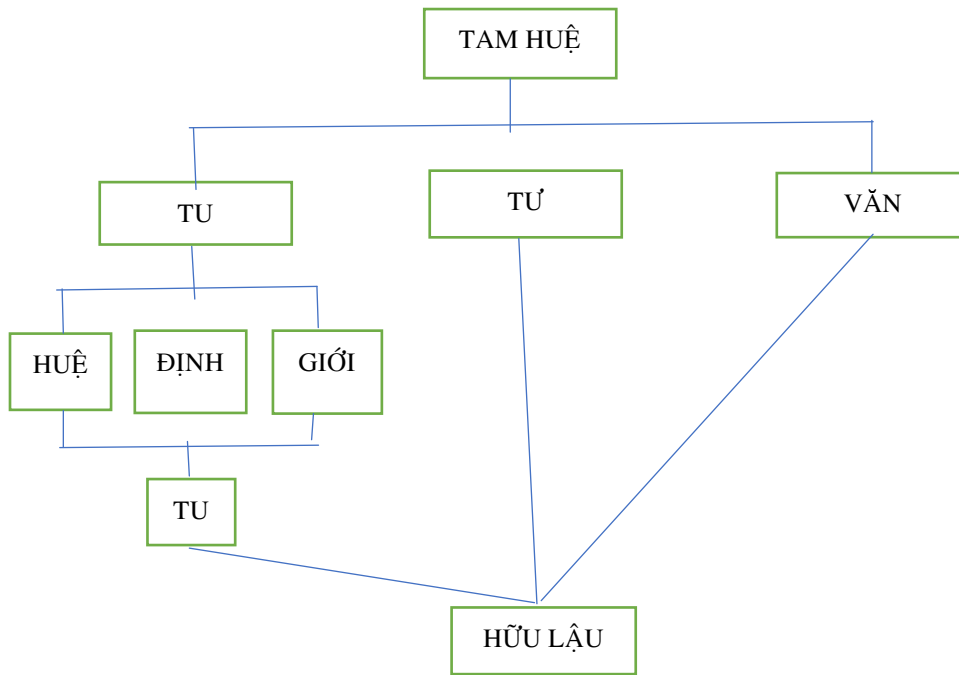 TAM HUỆ
TU
TƯ
VĂN
HUỆ
ĐỊNH
GIỚI
TU
HỮU LẬU